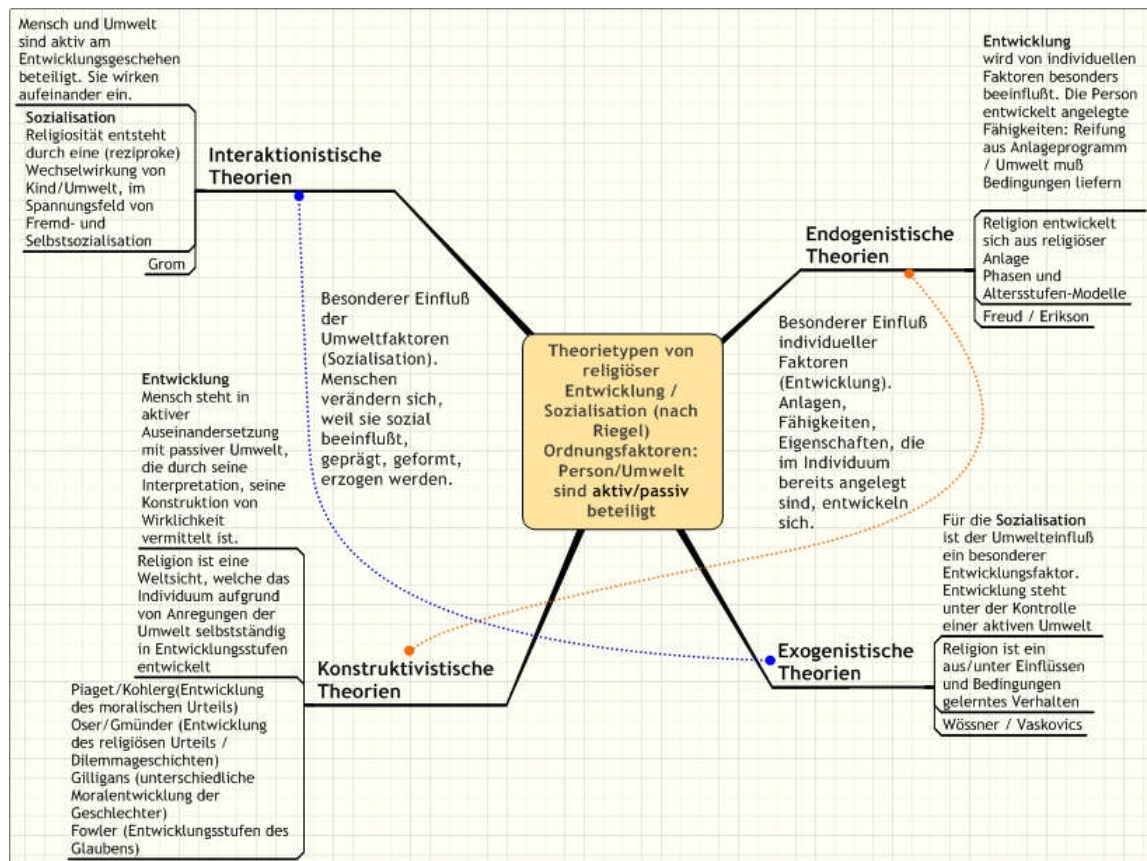 Mensch und Umwelt
sind aktiv am
Entwicklungsgeschehen
beteiligt. Sie wirken
aufeinander ein.
Sozialisation
Religiosität entsteht
durch eine (reziproke)
Wechselwirkung von
Kind/Umwelt, im
Spannungsfeld von
Fremd- und
Selbstsozialisation
Grom
Interaktionistische
Theorien
Besonderer Einfluß
der
Umweltfaktoren
(Sozialisation).
Menschen
verändern sich,
weil sie sozial
beeinflußt,
geprägt, geformt,
erzogen werden.
Entwicklung
wird von individuellen
Faktoren besonders
beeinflußt. Die Person
entwickelt angelegte
Fähigkeiten: Reifung
aus Anlageprogramm
/ Umwelt muß
Bedingungen liefern
Religion entwickelt
sich aus religiöser
Anlage
Phasen und
Altersstufen-Modelle
Freud / Erikson
Endogenistische
Theorien
Besonderer Einfluß
individueller
Faktoren
(Entwicklung).
Anlagen,
Fähigkeiten,
Eigenschaften, die
im Individuum
bereits angelegt
sind, entwickeln
sich.
Theorietypen von
religiöser
Entwicklung /
Sozialisation (nach
Riegel)
Ordnungsfaktoren:
Person/Umwelt
sind aktiv/passiv
beteiligt
Entwicklung
Mensch steht in
aktiver
Auseinandersetzung
mit passiver Umwelt,
die durch seine
Interpretation, seine
Konstruktion von
Wirklichkeit
vermittelt ist.
Religion ist eine
Weltsicht, welche das
Individuum aufgrund
von Anregungen der
Umwelt selbstständig
in Entwicklungsstufen
entwickelt
Piaget/Kohlerg(Entwicklung
des moralischen Urteils)
Oser/Gmünder (Entwicklung
des religiösen Urteils /
Dilemmageschichten)
Gilligans (unterschiedliche
Moralentwicklung der
Geschlechter)
Fowler (Entwicklungsstufen des
Glaubens)
Konstruktivistische
Theorien
Für die Sozialisation
ist der Umwelteinfluß
ein besonderer
Entwicklungsfaktor.
Entwicklung steht
unter der Kontrolle
einer aktiven Umwelt
Religion ist ein
aus/unter Einflüssen
und Bedingungen
gelerntes Verhalten
Wössner / Vaskovics
Exogenistische
Theorien